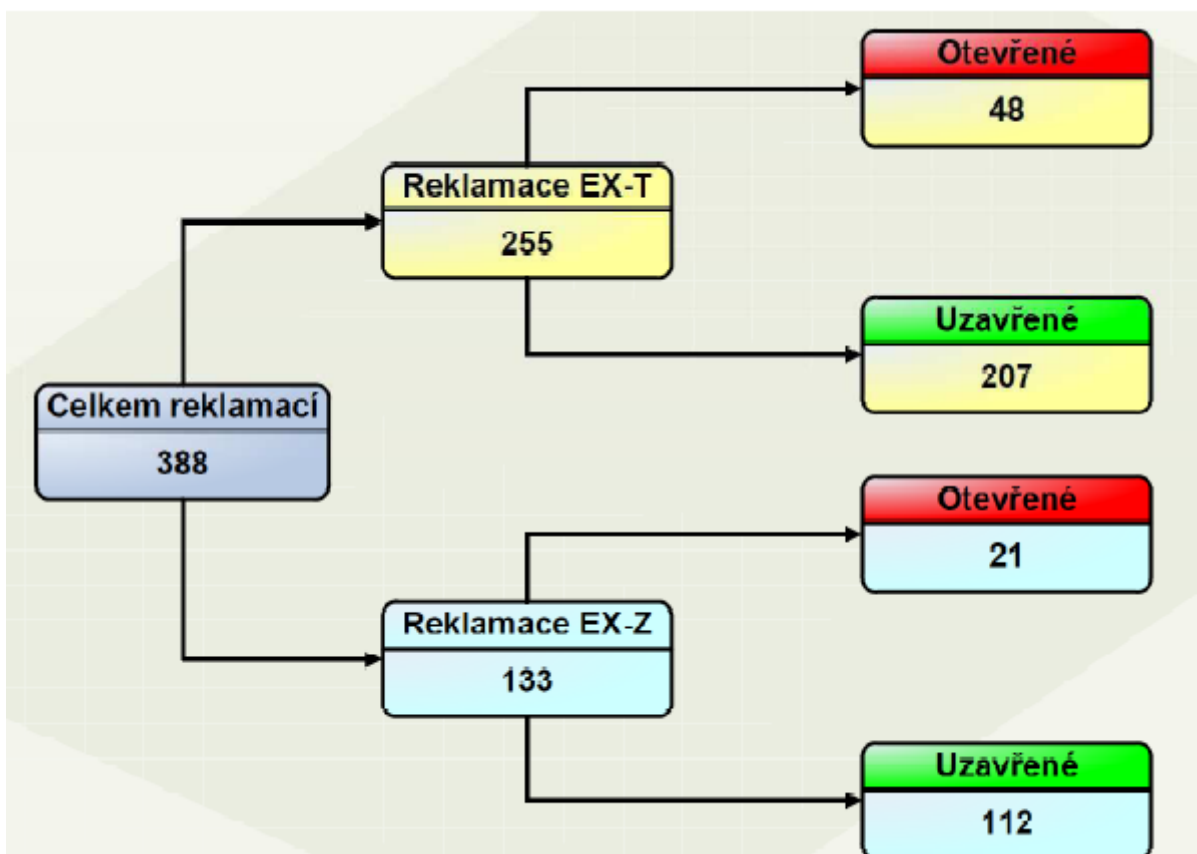 Otevřené
48
Reklamace EX-T
255
Uzavřené
207
Celkem reklamací
388
Otevřené
21
Reklamace EX-Z
133
Uzavřené
112